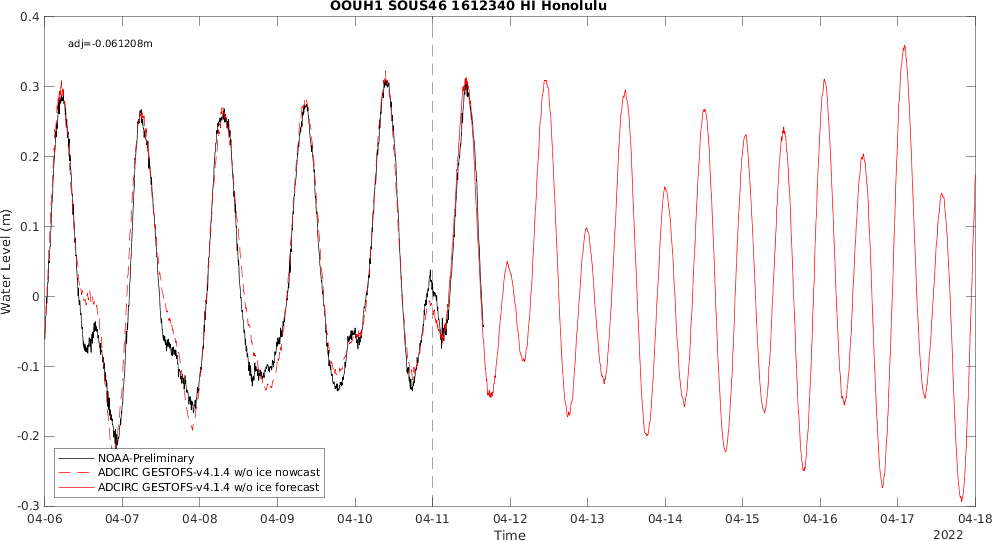 OOUH1 SOUS46 1612340 HI Honolulu
adj=-0.061208m
0.4
0.3
0.2
0.1
0
-0.1
-0.2
-0.3
Water Level (m)
NOAA-Preliminary
ADCIRC GESTOFS-v4.1.4 w/o ice nowcast
ADCIRC GESTOFS-v4.1.4 w/o ice forecast
04-06 04-07 04-08 04-09 04-10 04-11 04-12 04-13 04-14 04-15 04-16 04-17 04-18
Time
2022